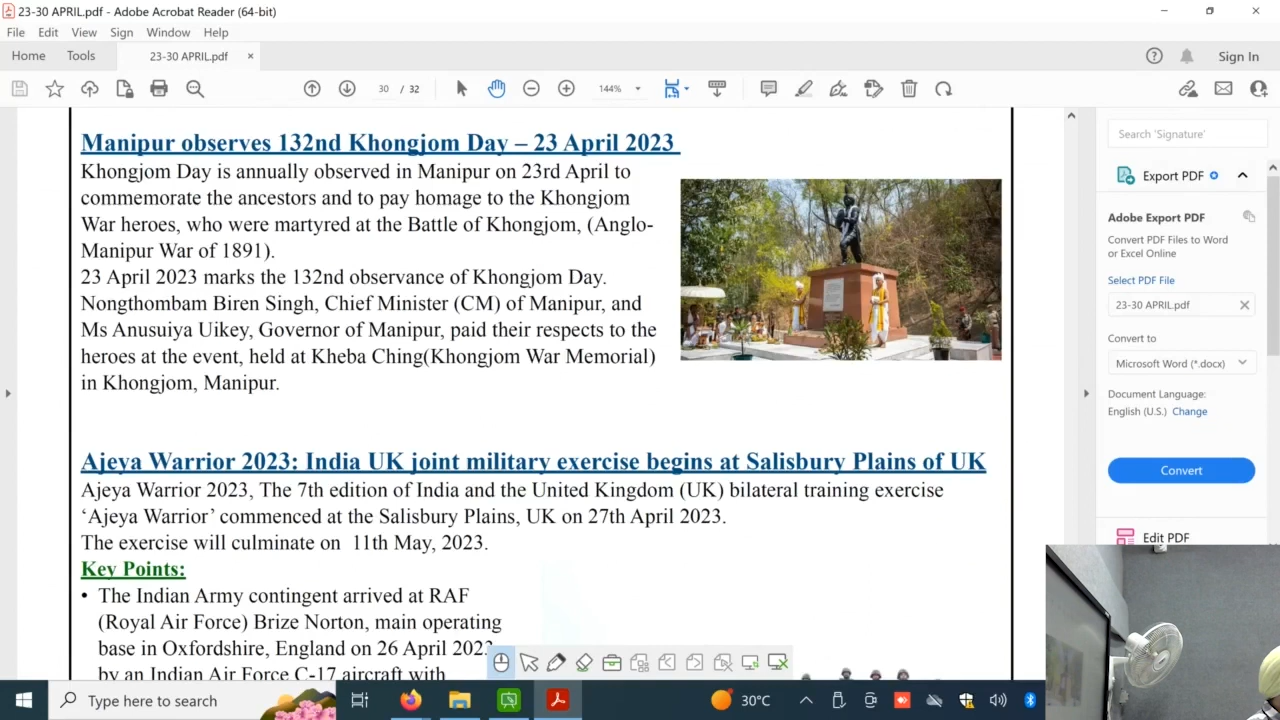 23-30 APRIL.pdf - Adobe Acrobat Reader (64-bit)
File Edit View Sign Window Help
Home Tools 23-30 APRIL.pdf × Sign In
30 / 32 144%
Manipur observes 132nd Khongjom Day – 23 April 2023
Khongjom Day is annually observed in Manipur on 23rd April to
commemorate the ancestors and to pay homage to the Khongjom
War heroes, who were martyred at the Battle of Khongjom, (Anglo-
Manipur War of 1891).
23 April 2023 marks the 132nd observance of Khongjom Day.
Nongthombam Biren Singh, Chief Minister (CM) of Manipur, and
Ms Anusuiya Uikey, Governor of Manipur, paid their respects to the
heroes at the event, held at Kheba Ching(Khongjom War Memorial)
in Khongjom, Manipur.
Ajeya Warrior 2023: India UK joint military exercise begins at Salisbury Plains of UK
Ajeya Warrior 2023, The 7th edition of India and the United Kingdom (UK) bilateral training exercise
‘Ajeya Warrior’ commenced at the Salisbury Plains, UK on 27th April 2023.
The exercise will culminate on 11th May, 2023.
Key Points:
• The Indian Army contingent arrived at RAF
(Royal Air Force) Brize Norton, main operating
base in Oxfordshire, England on 26 April 2023
by an Indian Air Force C-17 aircraft with
Search 'Signature'
Export PDF
Adobe Export PDF
Convert PDF Files to Word
or Excel Online
Select PDF File
23-30 APRIL.pdf
Convert to
Microsoft Word (*.docx)
Document Language:
English (U.S.) Change
Convert
Edit PDF
Type here to search
30°C